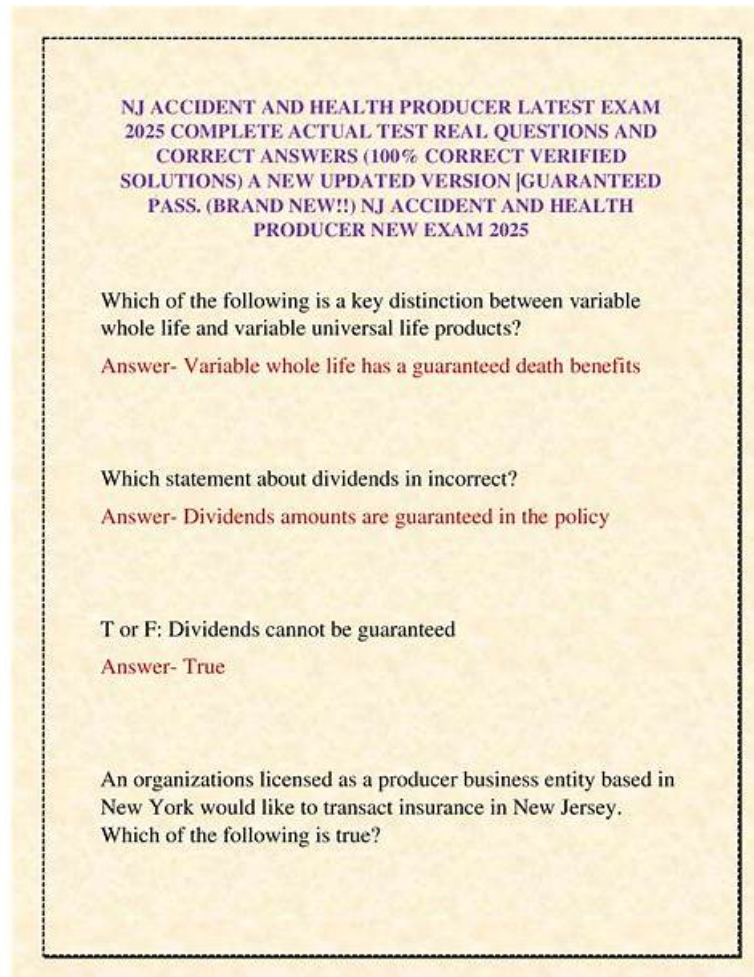 NJ ACCIDENT AND HEALTH PRODUCER LATEST EXAM
2025 COMPLETE ACTUAL TEST REAL QUESTIONS AND
CORRECT ANSWERS (100% CORRECT VERIFIED
SOLUTIONS) A NEW UPDATED VERSION |GUARANTEED
PASS. (BRAND NEW!!) NJ ACCIDENT AND HEALTH
PRODUCER NEW EXAM 2025
Which of the following is a key distinction between variable
whole life and variable universal life products?
Answer- Variable whole life has a guaranteed death benefits
Which statement about dividends in incorrect?
Answer- Dividends amounts are guaranteed in the policy
T or F: Dividends cannot be guaranteed
Answer- True
An organizations licensed as a producer business entity based in
New York would like to transact insurance in New Jersey.
Which of the following is true?